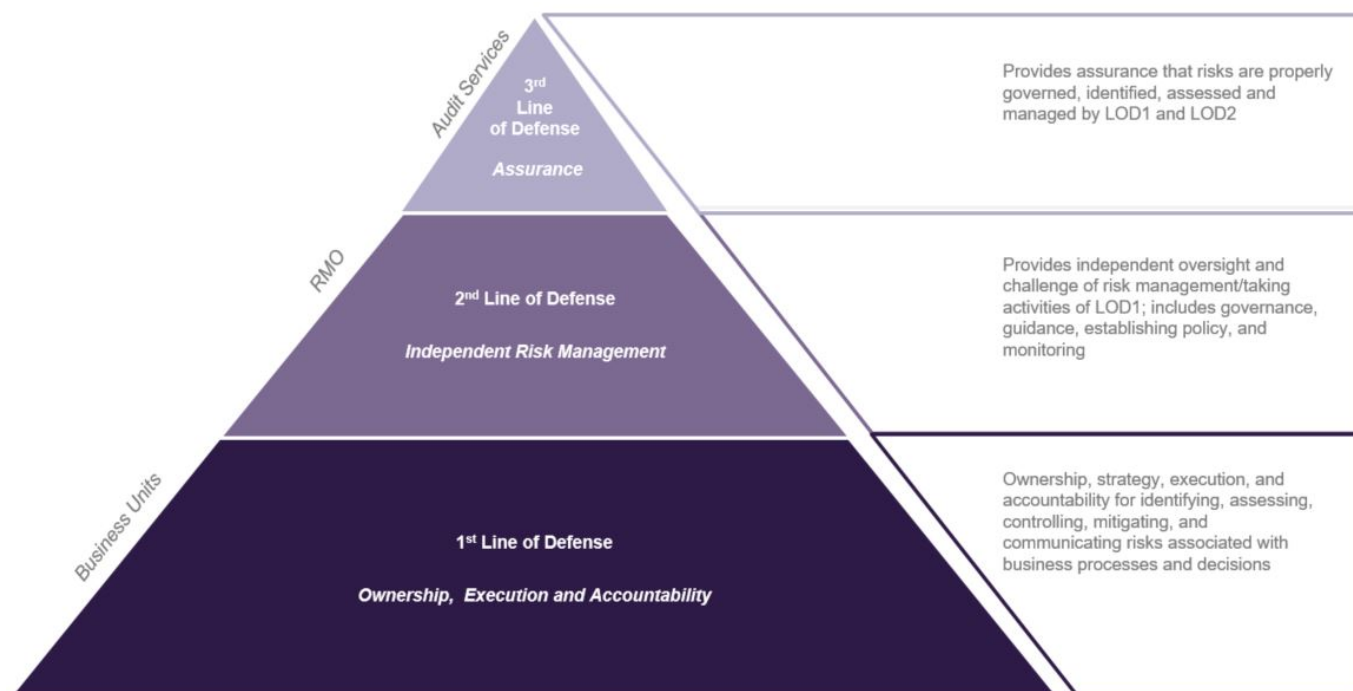 Audit Services
3rd
Line
of Defense
Assurance
Provides assurance that risks are properly
governed, identified, assessed and
managed by LOD1 and LOD2
RMO
2nd Line of Defense
Independent Risk Management
Provides independent oversight and
challenge of risk management/taking
activities of LOD1; includes governance,
guidance, establishing policy, and
monitoring
Business Units
1st Line of Defense
Ownership, Execution and Accountability
Ownership, strategy, execution, and
accountability for identifying, assessing,
controlling, mitigating, and
communicating risks associated with
business processes and decisions